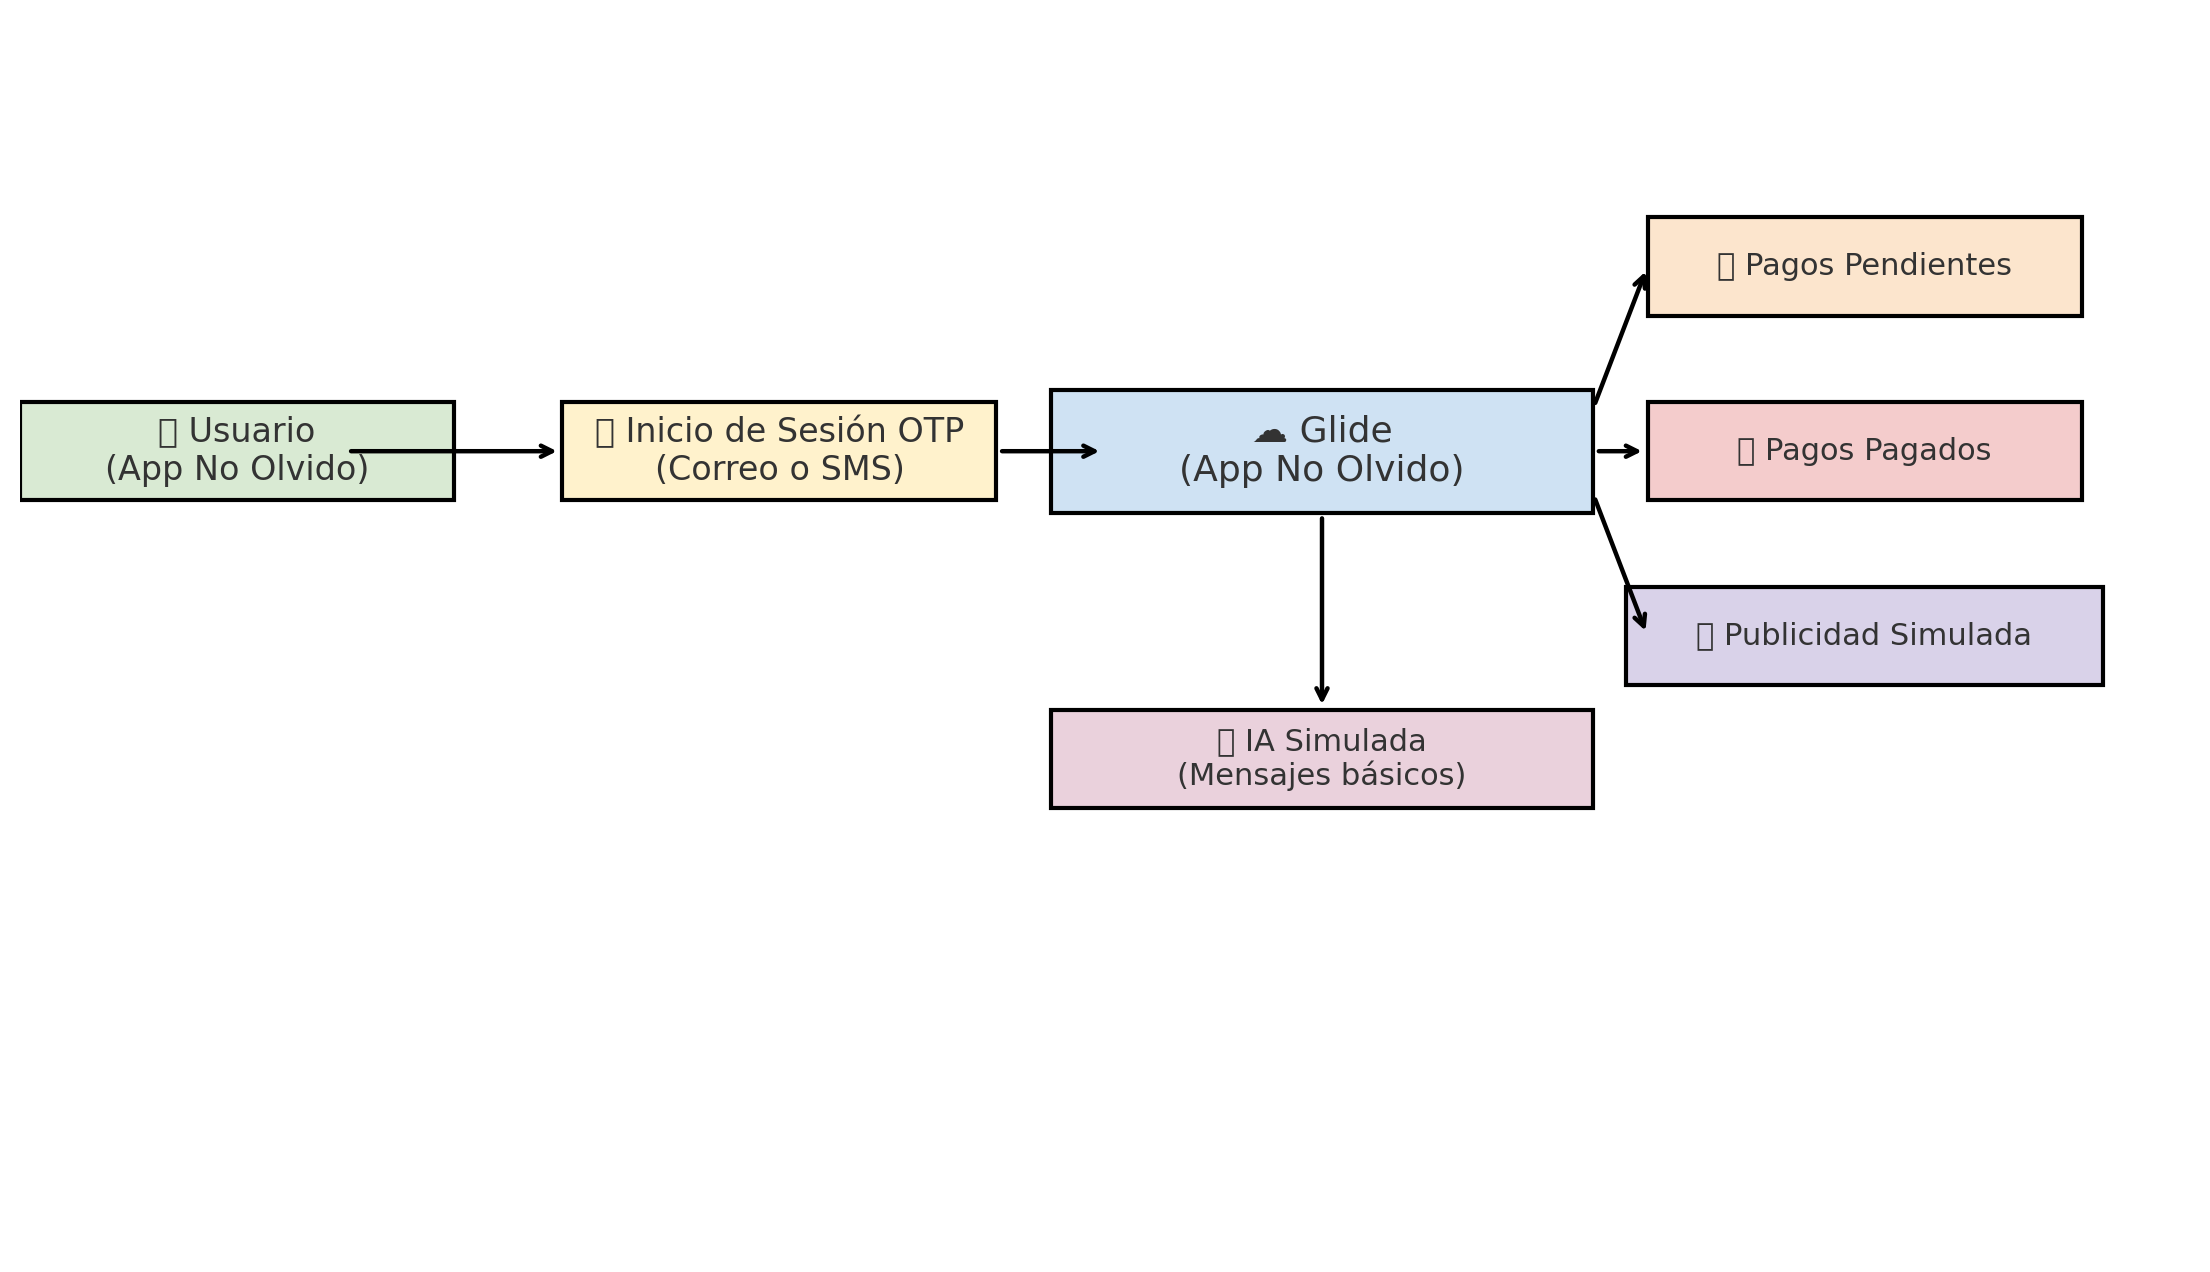 Usuario
(App No Olvido)
Inicio de Sesión OTP
(Correo o SMS)
☁ Glide
(App No Olvido)
Pagos Pendientes
Pagos Pagados
Publicidad Simulada
IA Simulada
(Mensajes básicos)